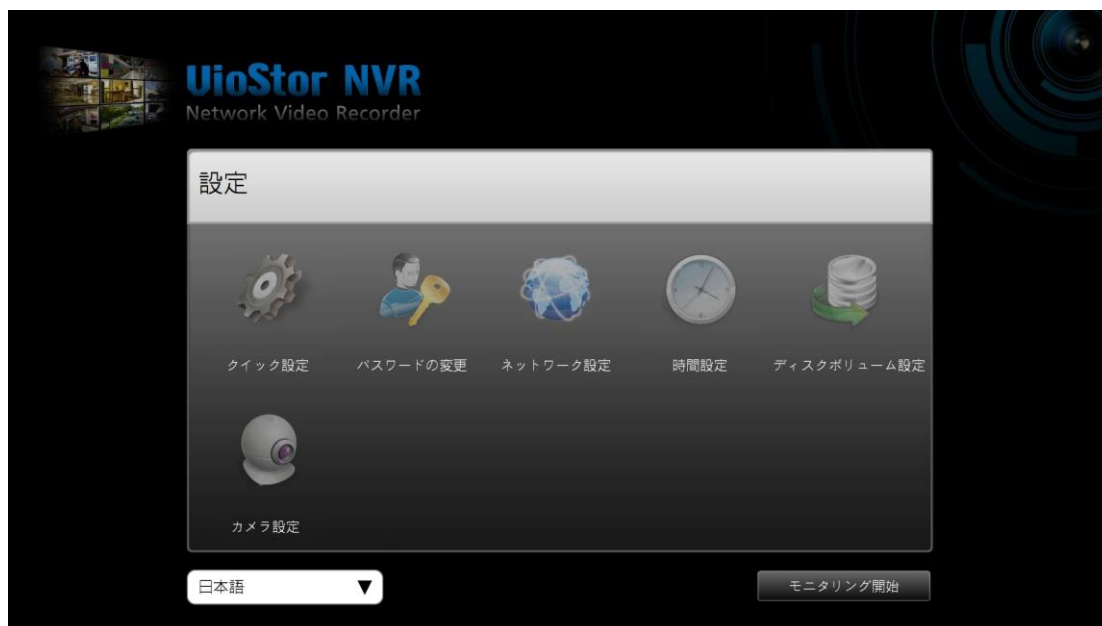 VioStor NVR
Network Video Recorder
設定
クイック設定
パスワードの変更
ネットワーク設定
時間設定
ディスクボリューム設定
カメラ設定
日本語
モニタリング開始